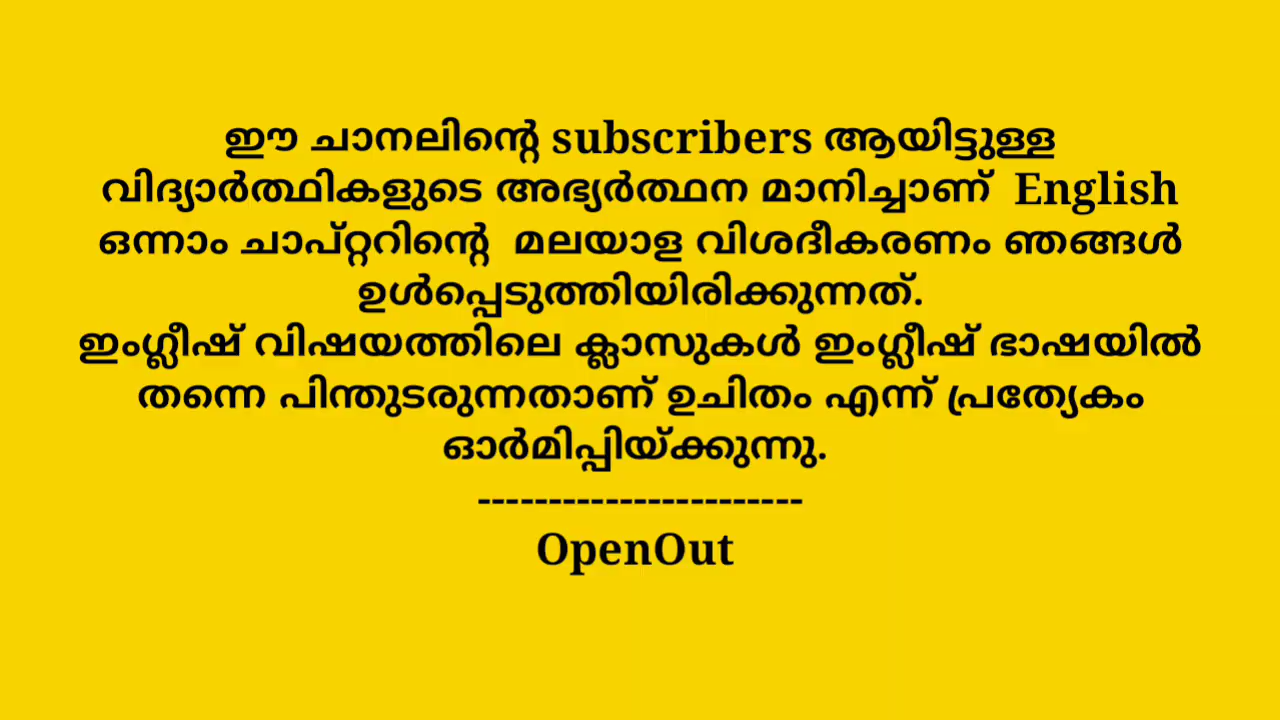 ഈ ചാനലിന്റെ subscribers ആയിട്ടുള്ള
വിദ്യാർത്ഥികളുടെ അഭ്യർത്ഥന മാനിച്ചാണ് English
ഒന്നാം ചാപ്റ്ററിന്റെ മലയാള വിശദീകരണം ഞങ്ങൾ
ഉൾപ്പെടുത്തിയിരിക്കുന്നത്.
ഇംഗ്ലീഷ് വിഷയത്തിലെ ക്ലാസുകൾ ഇംഗ്ലീഷ് ഭാഷയിൽ
തന്നെ പിന്തുടരുന്നതാണ് ഉചിതം എന്ന് പ്രത്യേകം
ഓർമിപ്പിയ്ക്കുന്നു.
-----------------------
OpenOut